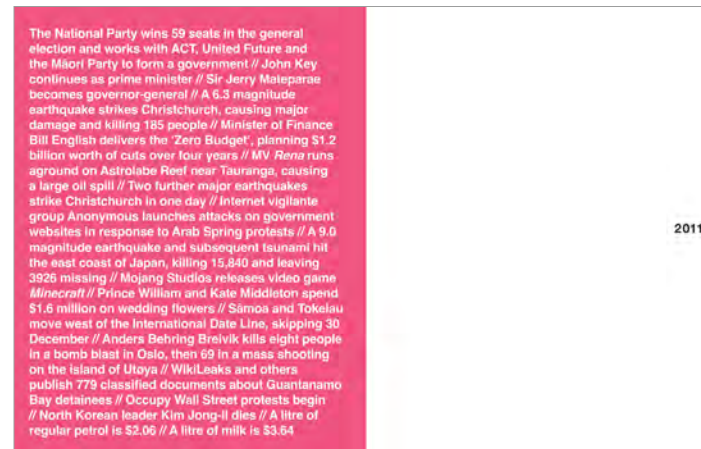 The National Party wins 59 seats in the general
election and works with ACT, United Future and
the Māori Party to form a government // John Key
continues as prime minister // Sir Jerry Mateparae
becomes governor-general // A 6.3 magnitude
earthquake strikes Christchurch, causing major
damage and killing 185 people // Minister of Finance
Bill English delivers the 'Zero Budget', planning $1.2
billion worth of cuts over four years // MV Rena runs
aground on Astrolabe Reef near Tauranga, causing
a large oil spill // Two further major earthquakes
strike Christchurch in one day // Internet vigilante
group Anonymous launches attacks on government
websites in response to Arab Spring protests // A 9.0
magnitude earthquake and subsequent tsunami hit
the east coast of Japan, killing 15,840 and leaving
3926 missing // Mojang Studios releases video game
Minecraft // Prince William and Kate Middleton spend
$1.6 million on wedding flowers // Sāmoa and Tokelau
move west of the International Date Line, skipping 30
December // Anders Behring Breivik kills eight people
in a bomb blast in Oslo, then 69 in a mass shooting
on the island of Utøya // WikiLeaks and others
publish 779 classified documents about Guantanamo
Bay detainees // Occupy Wall Street protests begin
// North Korean leader Kim Jong-il dies // A litre of
regular petrol is $2.06 // A litre of milk is $3.64
2011